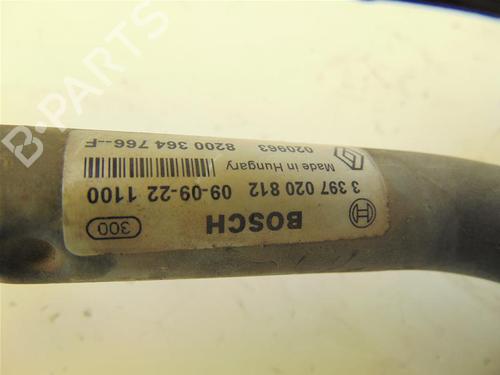 BOSCH
300
3 397 020 812 09-09-22 1100
Made in Hungary
020963 8200 364 766--F
B-PARTS